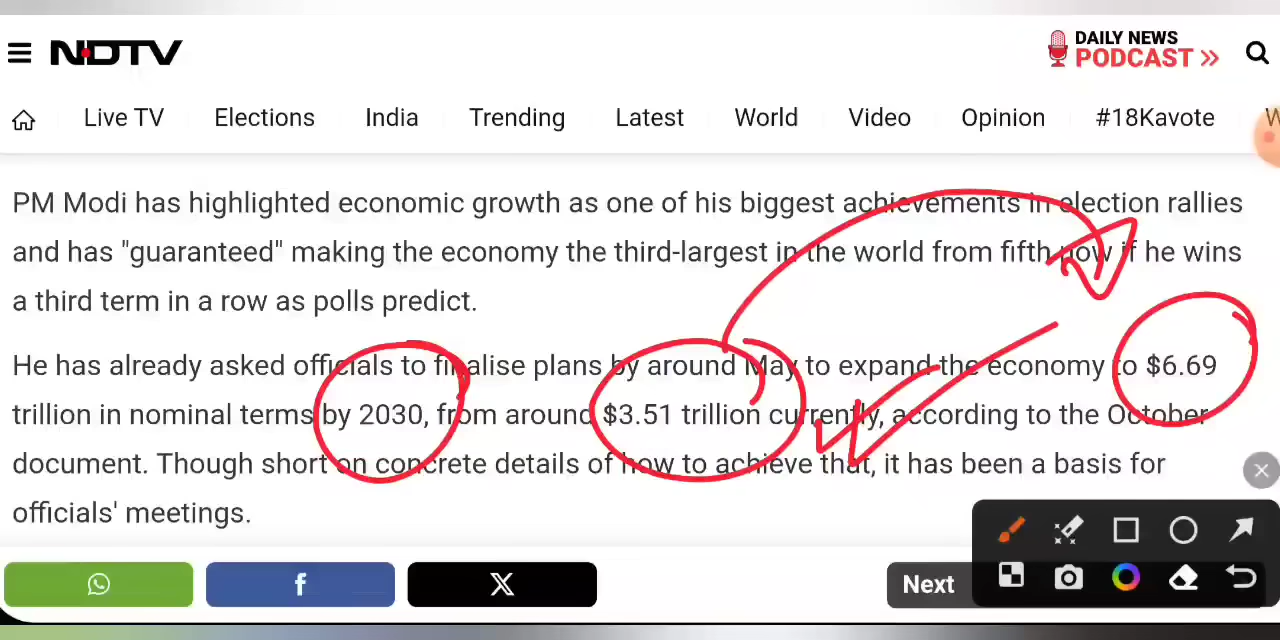 NDTV
DAILY NEWS
PODCAST »
Live TV Elections India Trending Latest World Video Opinion #18Kavote W
PM Modi has highlighted economic growth as one of his biggest achievements in election rallies
and has "guaranteed" making the economy the third-largest in the world from fifth now if he wins
a third term in a row as polls predict.
He has already asked officials to finalise plans by around May to expand the economy to $6.69
trillion in nominal terms by 2030, from around $3.51 trillion currently, according to the October
document. Though short on concrete details of how to achieve that, it has been a basis for
officials' meetings.
Next